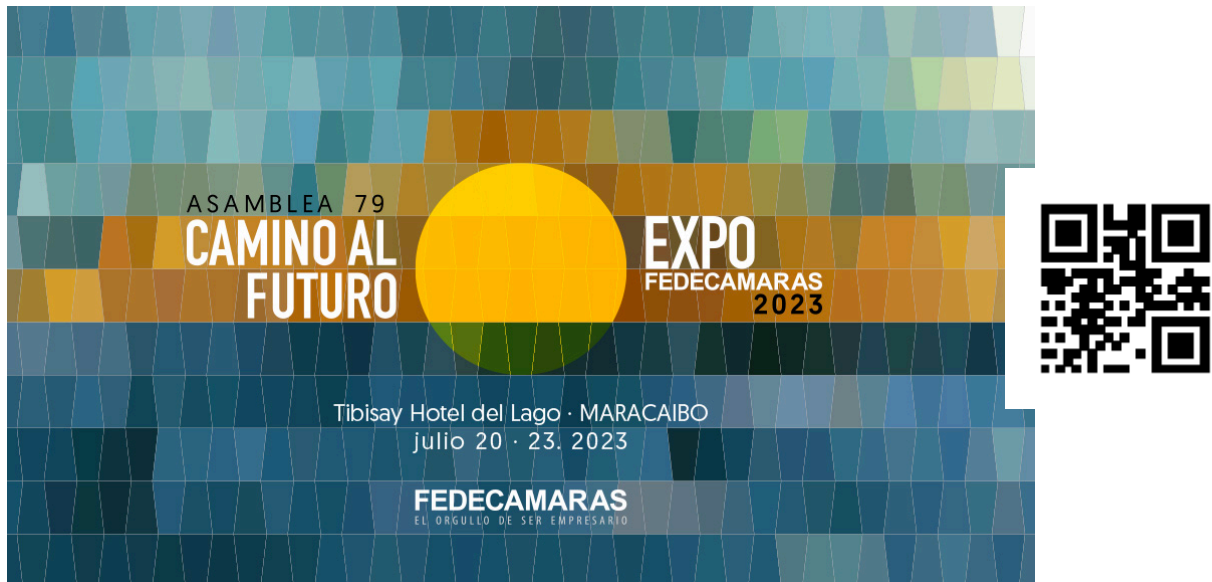 ASAMBLEA 79
CAMINO AL
FUTURO
EXPO
FEDECAMARAS
2023
Tibisay Hotel del Lago · MARACAIBO
julio 20 · 23. 2023
FEDECAMARAS
EL ORGULLO DE SER EMPRESARIO